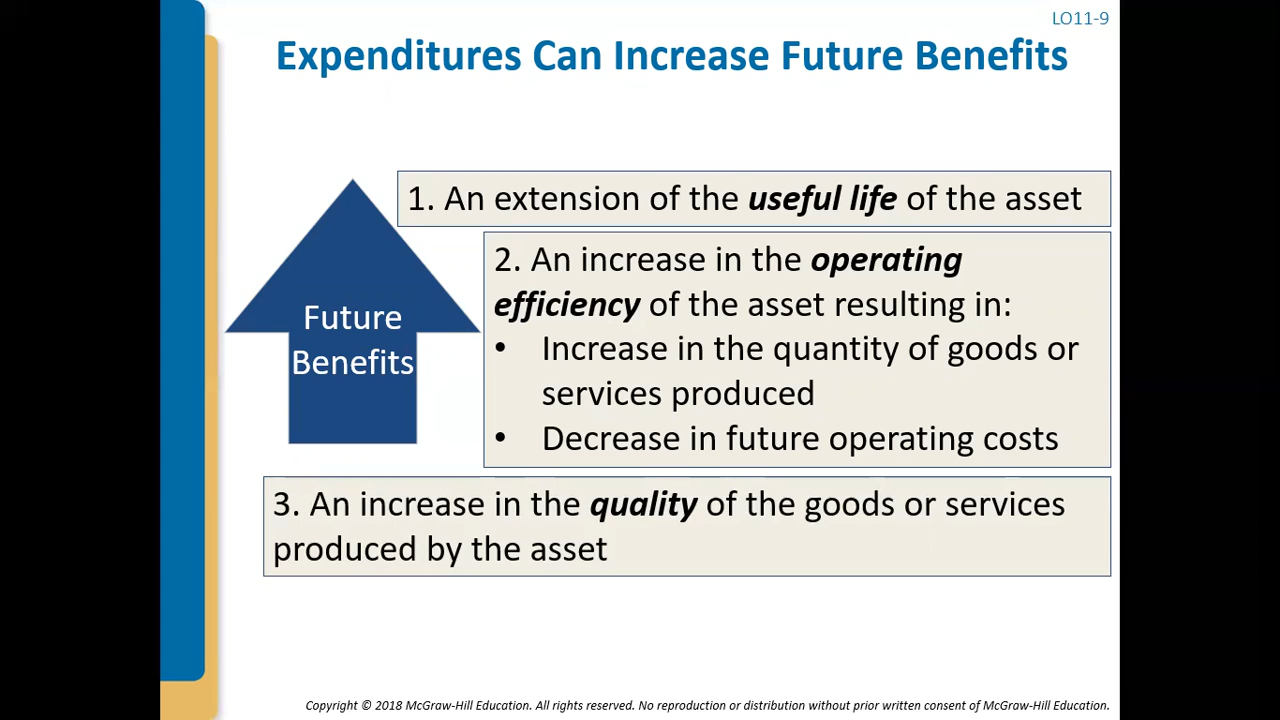 LO11-9
Expenditures Can Increase Future Benefits
1. An extension of the useful life of the asset
2. An increase in the operating
efficiency of the asset resulting in:
• Increase in the quantity of goods or
services produced
• Decrease in future operating costs
Future
Benefits
3. An increase in the quality of the goods or services
produced by the asset
Copyright © 2018 McGraw-Hill Education. All rights reserved. No reproduction or distribution without prior written consent of McGraw-Hill Education.